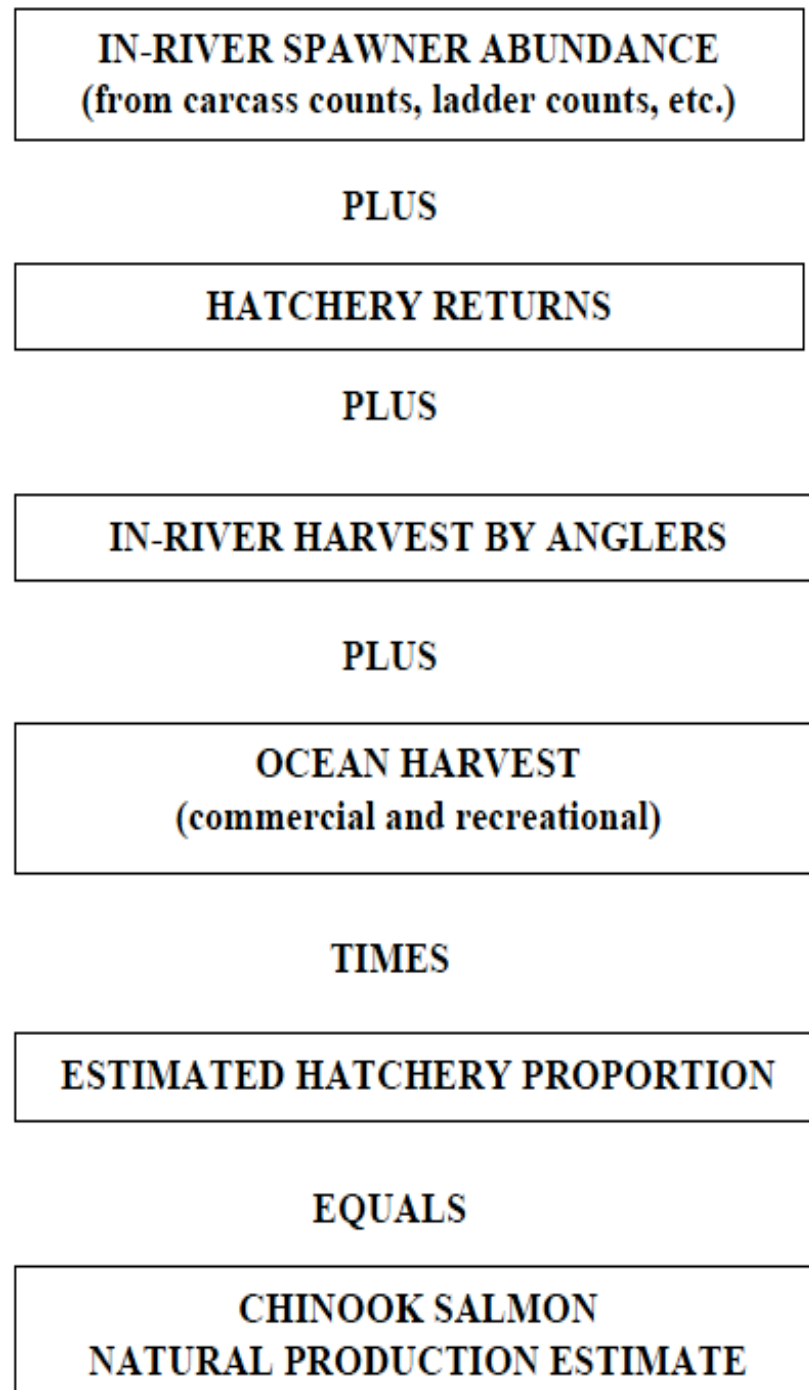 IN-RIVER SPAWNER ABUNDANCE
(from carcass counts, ladder counts, etc.)
PLUS
HATCHERY RETURNS
PLUS
IN-RIVER HARVEST BY ANGLERS
PLUS
OCEAN HARVEST
(commercial and recreational)
TIMES
ESTIMATED HATCHERY PROPORTION
EQUALS
CHINOOK SALMON
NATURAL PRODUCTION ESTIMATE